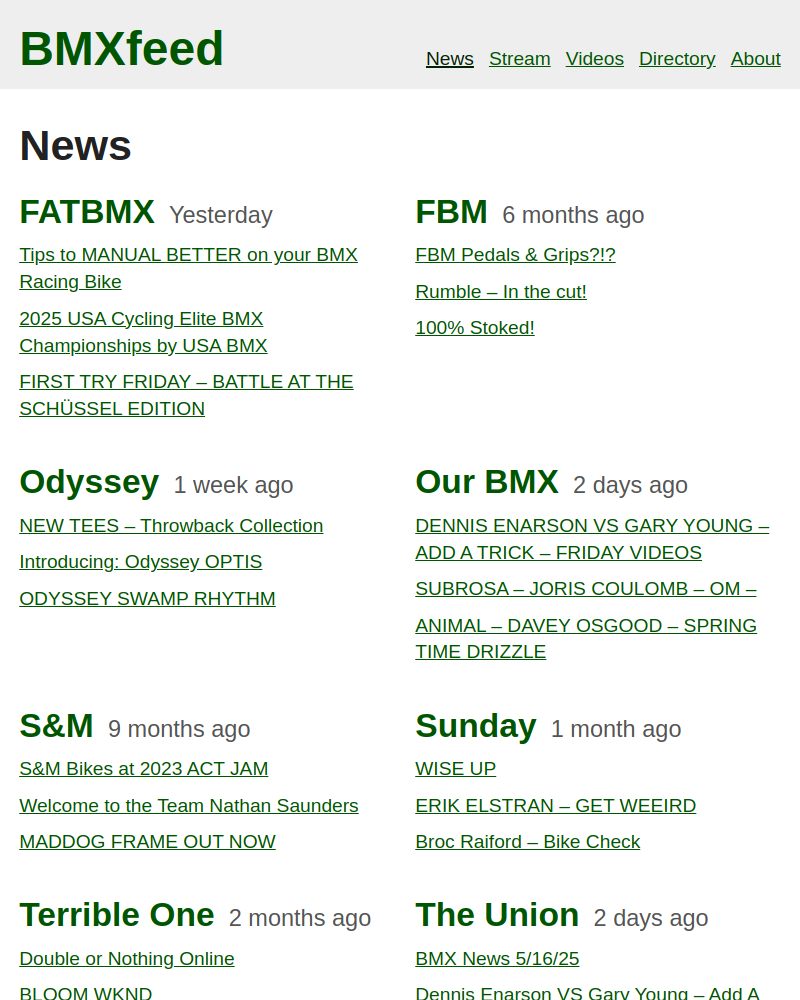 BMXfeed
News Stream Videos Directory About
News
FATBMX Yesterday
Tips to MANUAL BETTER on your BMX
Racing Bike
2025 USA Cycling Elite BMX
Championships by USA BMX
FIRST TRY FRIDAY – BATTLE AT THE
SCHÜSSEL EDITION
FBM 6 months ago
FBM Pedals & Grips?!?
Rumble – In the cut!
100% Stoked!
Odyssey 1 week ago
NEW TEES – Throwback Collection
Introducing: Odyssey OPTIS
ODYSSEY SWAMP RHYTHM
Our BMX 2 days ago
DENNIS ENARSON VS GARY YOUNG –
ADD A TRICK – FRIDAY VIDEOS
SUBROSA – JORIS COULOMB – OM –
ANIMAL – DAVEY OSGOOD – SPRING
TIME DRIZZLE
S&M 9 months ago
S&M Bikes at 2023 ACT JAM
Welcome to the Team Nathan Saunders
MADDOG FRAME OUT NOW
Sunday 1 month ago
WISE UP
ERIK ELSTRAN – GET WEEIRD
Broc Raiford – Bike Check
Terrible One 2 months ago
Double or Nothing Online
BLOOM WKND
The Union 2 days ago
BMX News 5/16/25
Dennis Enarson VS Gary Young – Add A